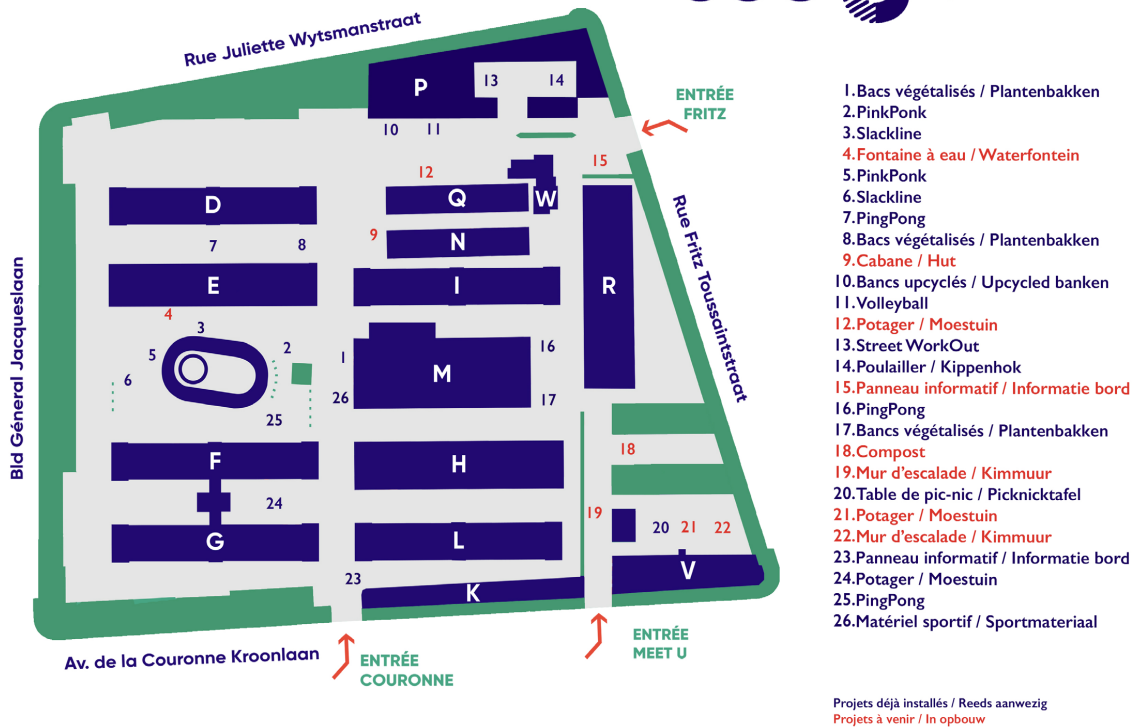 Rue Juliette Wytsmanstraat
P
13
14
ENTRÉE
FRITZ
10
11
12
15
D
Q
W
7
8
9
N
E
I
R
Rue Fritz Toussaintstraat
Bld Géneral Jacqueslaan
4
3
5
2
6
1
M
16
26
17
25
F
H
18
24
19
20
21
22
G
L
V
23
K
Av. de la Couronne Kroonlaan
ENTRÉE
COURONNE
ENTRÉE
MEET U
1.Bacs végétalisés / Plantenbakken
2.PinkPonk
3.Slackline
4.Fontaine à eau / Waterfontein
5.PinkPonk
6.Slackline
7.PingPong
8.Bacs végétalisés / Plantenbakken
9.Cabane / Hut
10.Bancs upcyclés / Upcycled banken
11.Volleyball
12.Potager / Moestuin
13.Street WorkOut
14.Poulailler / Kippenhok
15.Panneau informatif / Informatie bord
16.PingPong
17.Bancs végétalisés / Plantenbakken
18.Compost
19.Mur d'escalade / Kimmuur
20.Table de pic-nic / Picknicktafel
21.Potager / Moestuin
22.Mur d'escalade / Kimmuur
23.Panneau informatif / Informatie bord
24.Potager / Moestuin
25.PingPong
26.Matériel sportif / Sportmateriaal
Projets déjà installés / Reeds aanwezig
Projets à venir / In opbouw